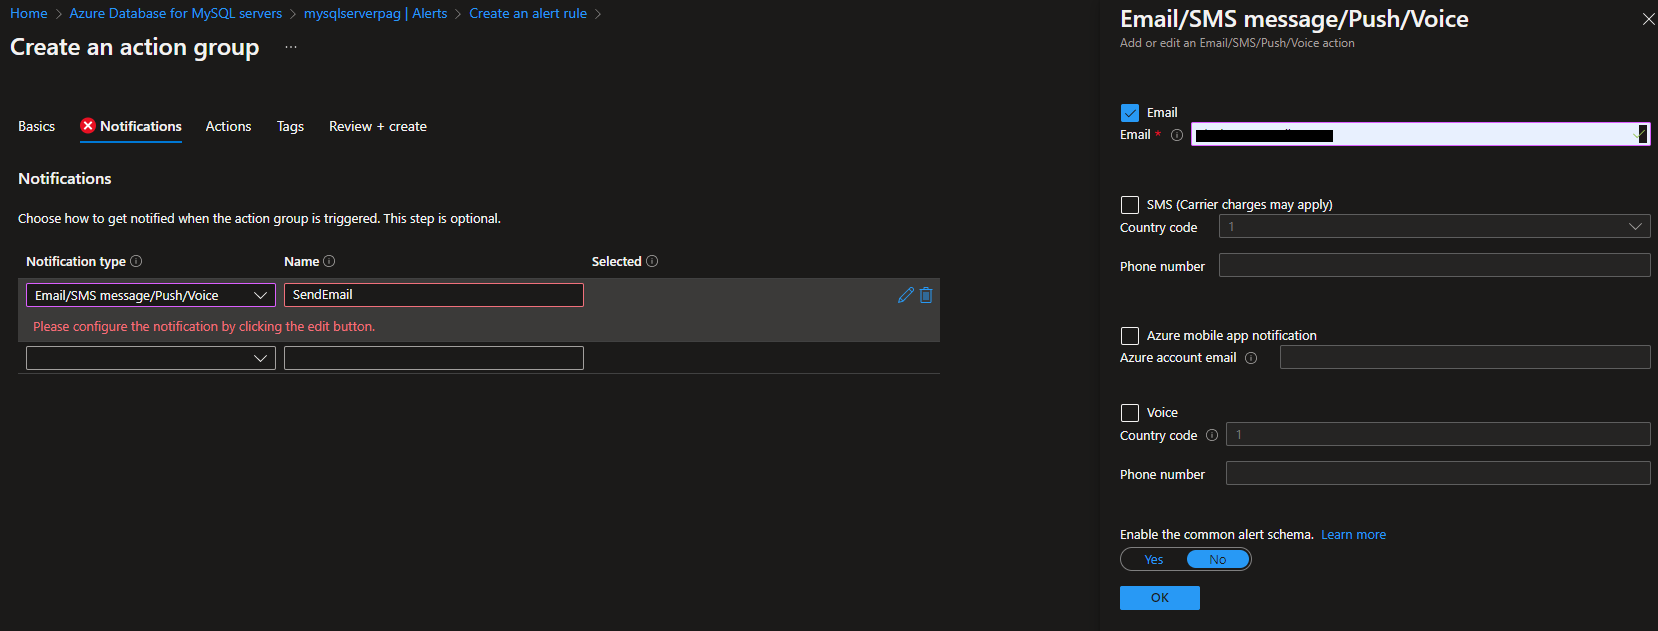 Home > Azure Database for MySQL servers > mysqlserverpag | Alerts > Create an alert rule >
Create an action group ...
Basics Notifications Actions Tags Review + create
Notifications
Choose how to get notified when the action group is triggered. This step is optional.
Notification type Name Selected
Email/SMS message/Push/Voice SendEmail
Please configure the notification by clicking the edit button.
Email/SMS message/Push/Voice
Add or edit an Email/SMS/Push/Voice action
Email
Email *
SMS (Carrier charges may apply)
Country code 1
Phone number
Azure mobile app notification
Azure account email
Voice
Country code 1
Phone number
Enable the common alert schema. Learn more
Yes No
OK